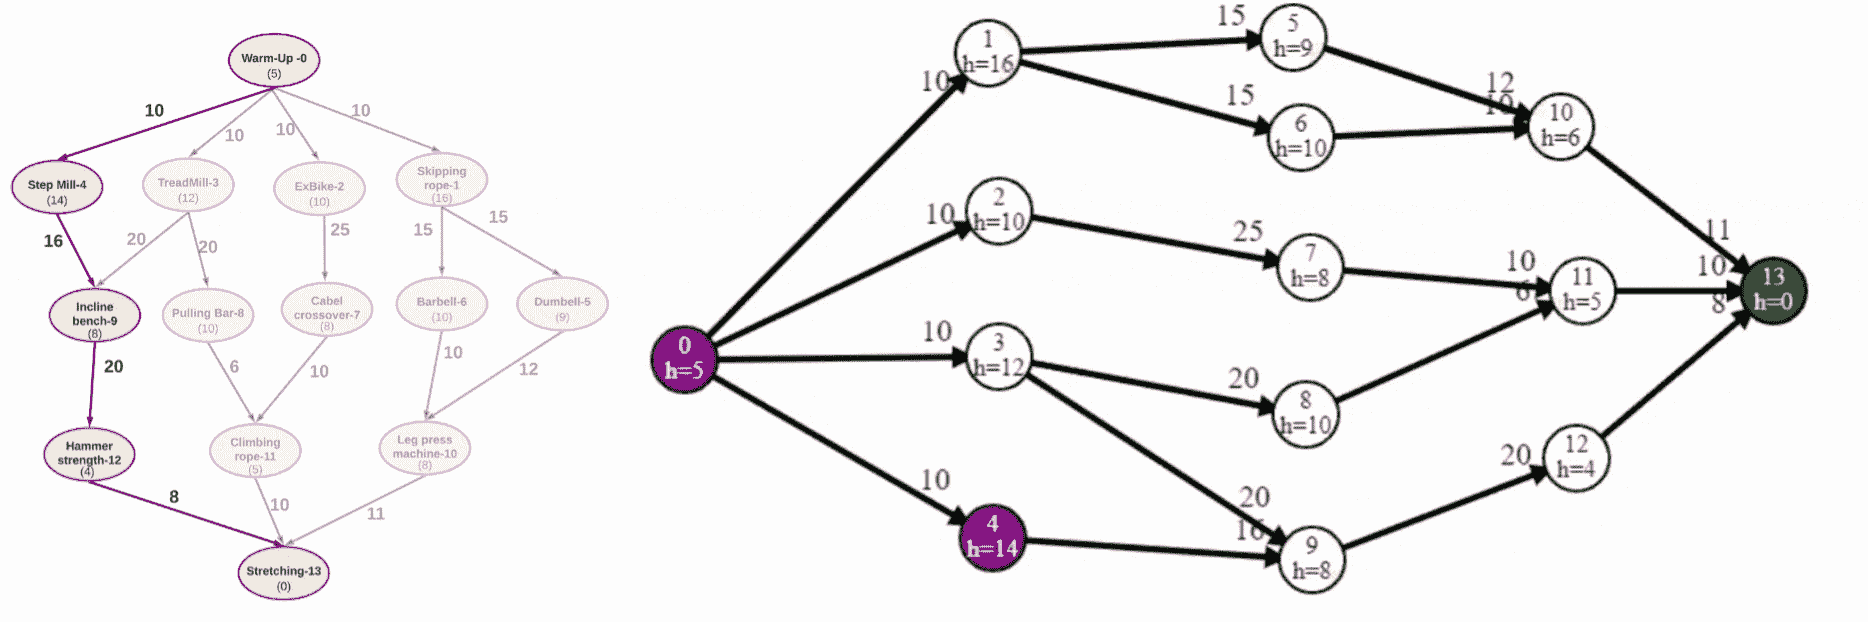 Warm-Up -0
(5)
10
10
10
10
Step Mill-4
(14)
TreadMill-3
(12)
ExBike-2
(10)
Skipping
rope-1
(16)
16
20
20
25
15
15
Incline
bench-9
(8)
Pulling Bar-8
(10)
Cabel
crossover-7
(8)
Barbell-6
(10)
Dumbell-5
(9)
20
6
10
10
12
Hammer
strength-12
(4)
Climbing
rope-11
(5)
Leg press
machine-10
(8)
8
10
11
Stretching-13
(0)
0
h=5
10
10
10
10
1
h=16
2
h=10
3
h=12
4
h=14
15
15
25
20
20
16
5
h=9
6
h=10
7
h=8
8
h=10
9
h=8
12
10
10
6
20
10
h=6
11
h=5
12
h=4
11
10
8
13
h=0